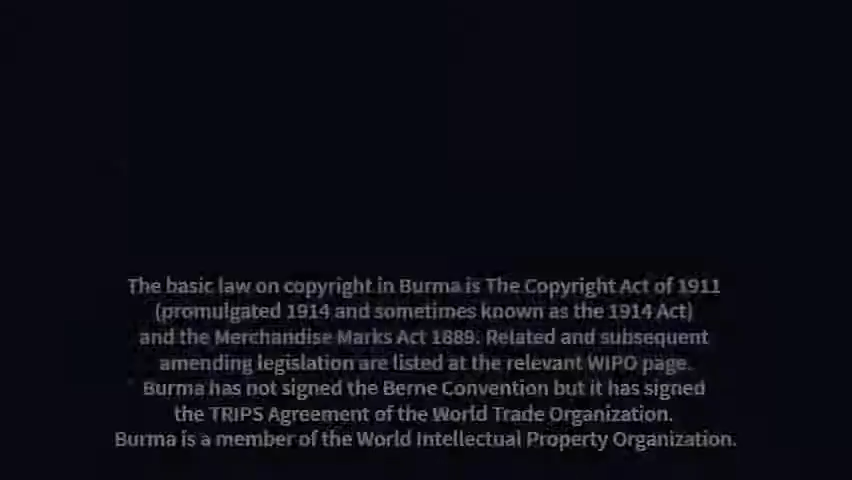 The basic law on copyright in Burma is The Copyright Act of 1911
(promulgated 1914 and sometimes known as the 1914 Act)
and the Merchandise Marks Act 1889. Related and subsequent
amending legislation are listed at the relevant WIPO page.
Burma has not signed the Berne Convention but it has signed
the TRIPS Agreement of the World Trade Organization.
Burma is a member of the World Intellectual Property Organization.